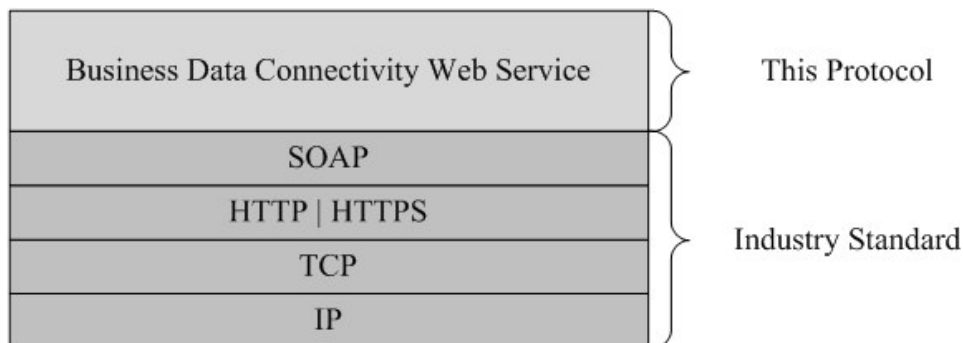 Business Data Connectivity Web Service
This Protocol
SOAP
HTTP | HTTPS
TCP
IP
Industry Standard